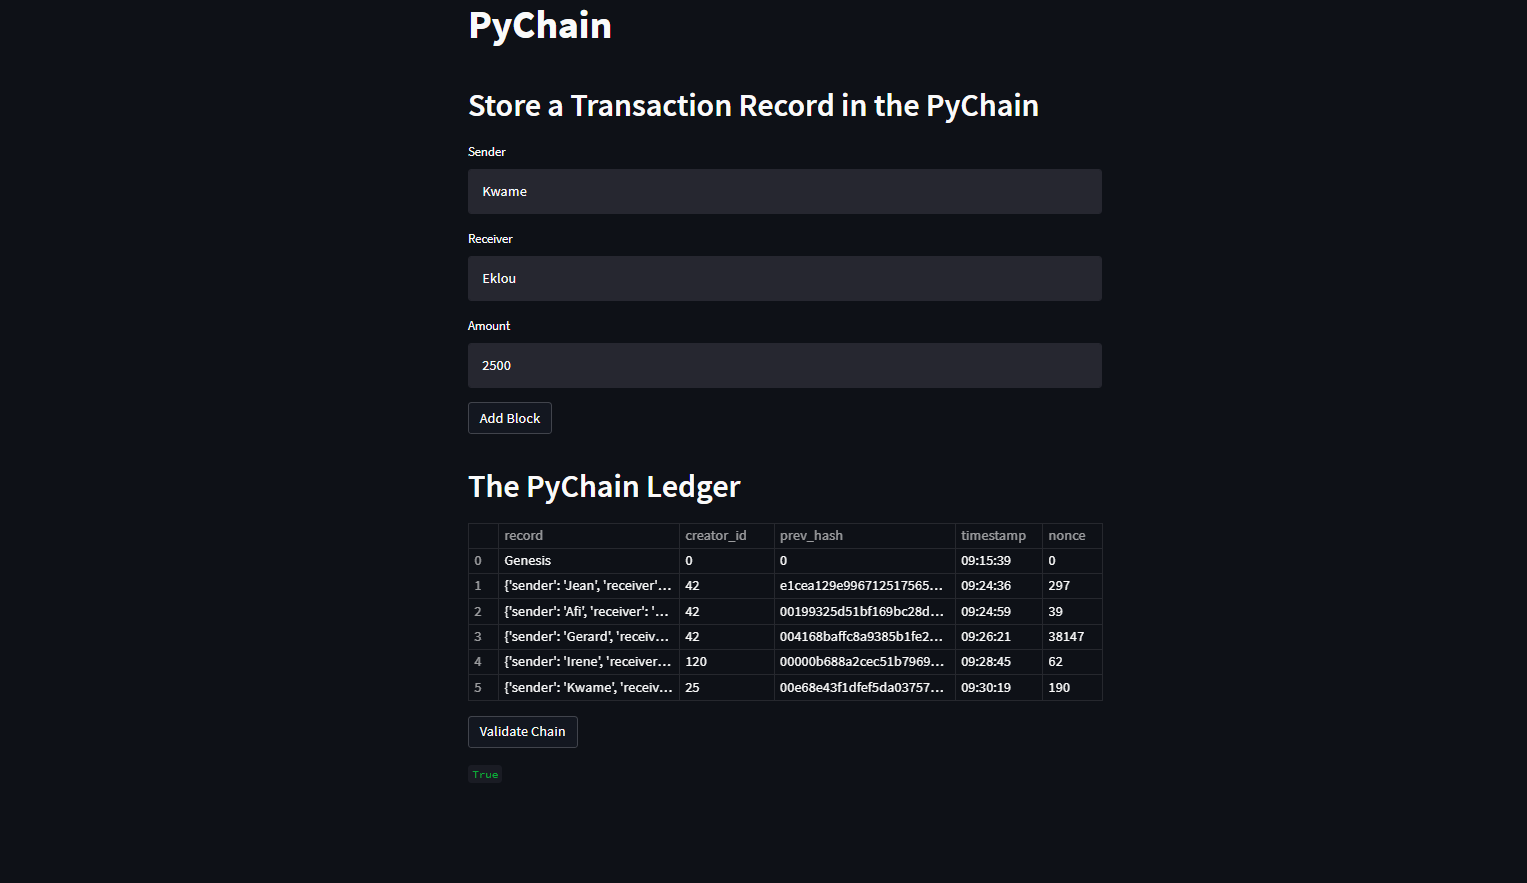 PyChain
Store a Transaction Record in the PyChain
Sender
Kwame
Receiver
Eklou
Amount
2500
Add Block
The PyChain Ledger
record creator_id prev_hash timestamp nonce
0 Genesis 0 0 09:15:39 0
1 {'sender': 'Jean', 'receiver'... 42 e1cea129e996712517565... 09:24:36 297
2 {'sender': 'Afi', 'receiver': '... 42 00199325d51bf169bc28d... 09:24:59 39
3 {'sender': 'Gerard', 'receiv... 42 004168baffc8a9385b1fe2... 09:26:21 38147
4 {'sender': 'Irene', 'receiver... 120 00000b688a2cec51b7969... 09:28:45 62
5 {'sender': 'Kwame', 'receiv... 25 00e68e43f1dfef5da03757... 09:30:19 190
Validate Chain
True